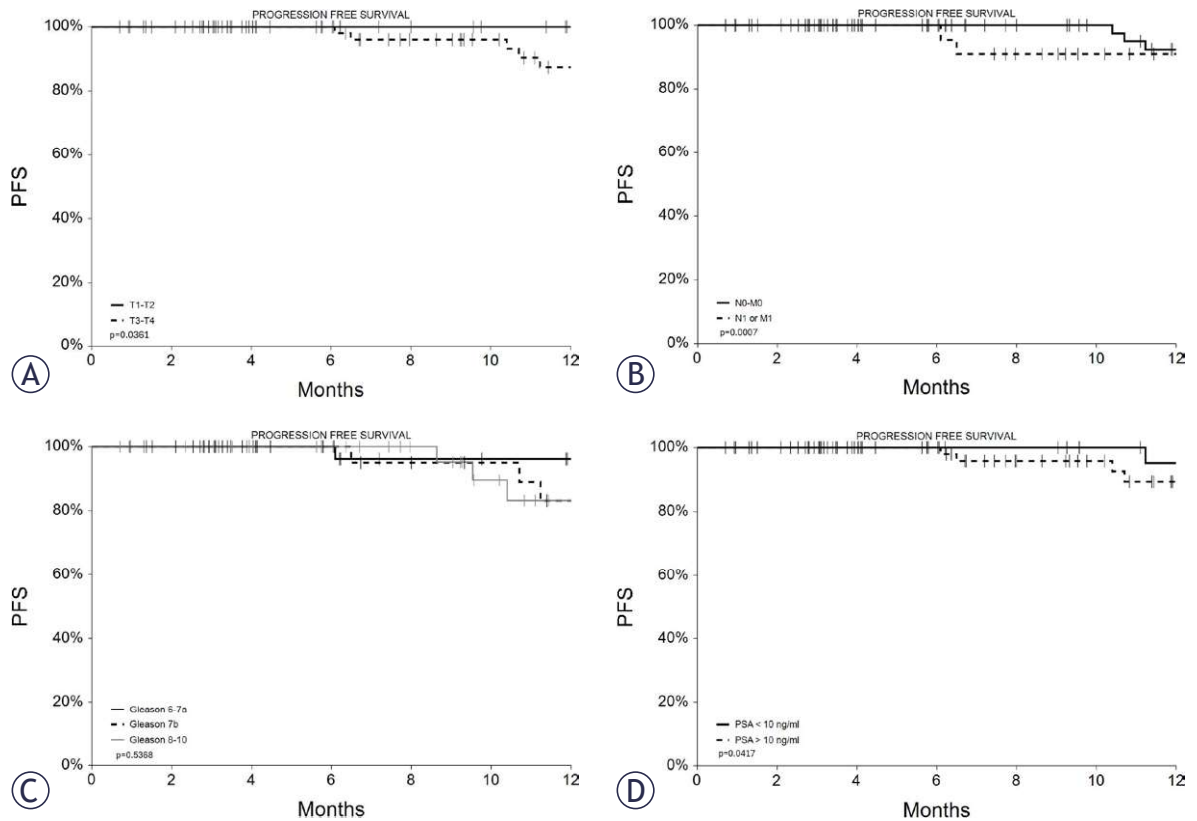 PROGRESSION FREE SURVIVAL
100%
80%
60%
40%
20%
0%
PFS
T1-T2
T3-T4
p=0.0361
0 2 4 6 8 10 12
Months
A
PROGRESSION FREE SURVIVAL
100%
80%
60%
40%
20%
0%
PFS
N0-M0
N1 or M1
p=0.0007
0 2 4 6 8 10 12
Months
B
PROGRESSION FREE SURVIVAL
100%
80%
60%
40%
20%
0%
PFS
Gleason 6-7a
Gleason 7b
Gleason 8-10
p=0.5368
0 2 4 6 8 10 12
Months
C
PROGRESSION FREE SURVIVAL
100%
80%
60%
40%
20%
0%
PFS
PSA < 10 ng/ml
PSA > 10 ng/ml
p=0.0417
0 2 4 6 8 10 12
Months
D